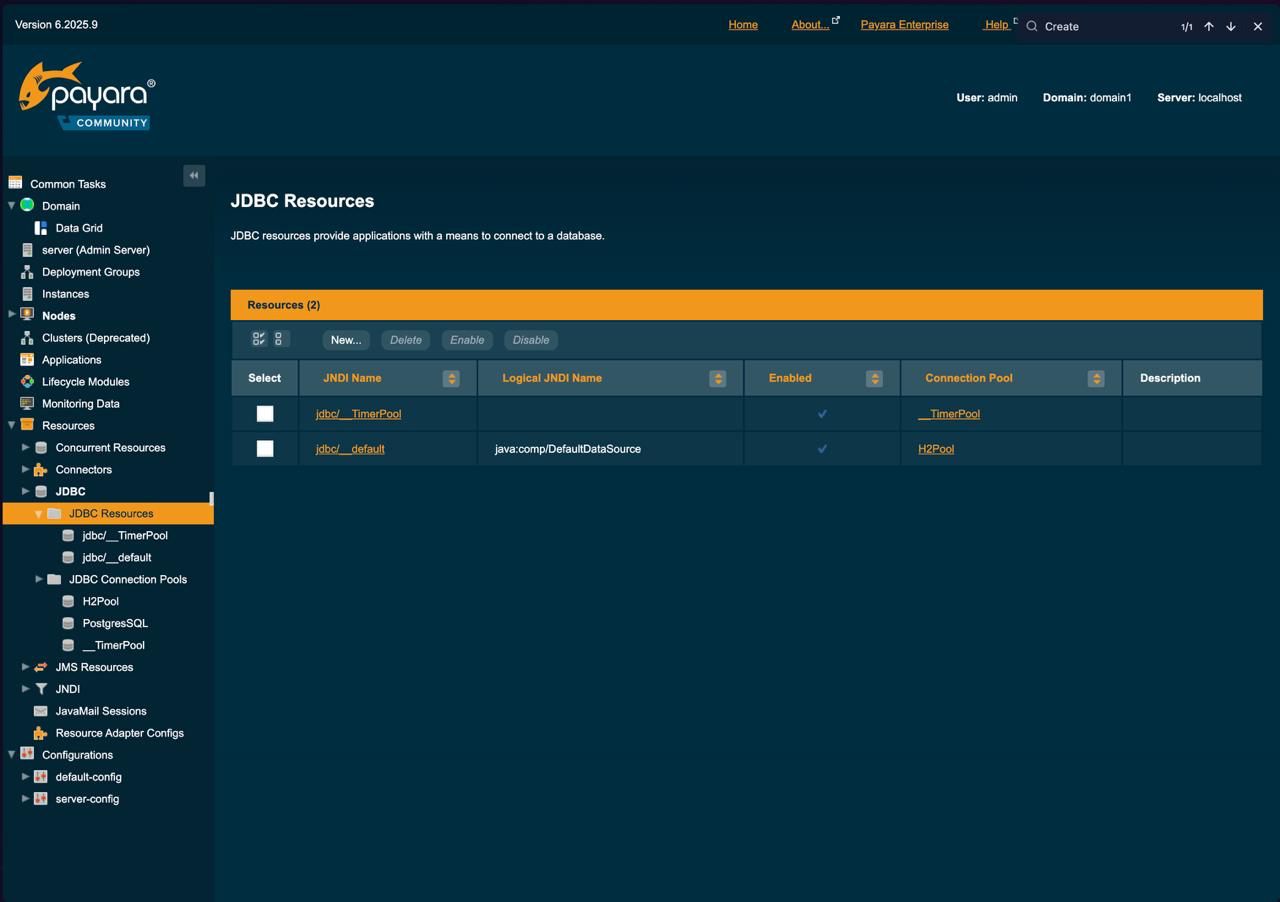 Version 6.2025.9
Home About... Payara Enterprise Help Create 1/1
payara®
COMMUNITY
User: admin Domain: domain1 Server: localhost
Common Tasks
Domain
Data Grid
server (Admin Server)
Deployment Groups
Instances
Nodes
Clusters (Deprecated)
Applications
Lifecycle Modules
Monitoring Data
Resources
Concurrent Resources
Connectors
JDBC
JDBC Resources
jdbc/__TimerPool
jdbc/__default
JDBC Connection Pools
H2Pool
PostgresSQL
__TimerPool
JMS Resources
JNDI
JavaMail Sessions
Resource Adapter Configs
Configurations
default-config
server-config
JDBC Resources
JDBC resources provide applications with a means to connect to a database.
Resources (2)
New... Delete Enable Disable
Select JNDI Name Logical JNDI Name Enabled Connection Pool Description
jdbc/__TimerPool __TimerPool
jdbc/__default java:comp/DefaultDataSource H2Pool